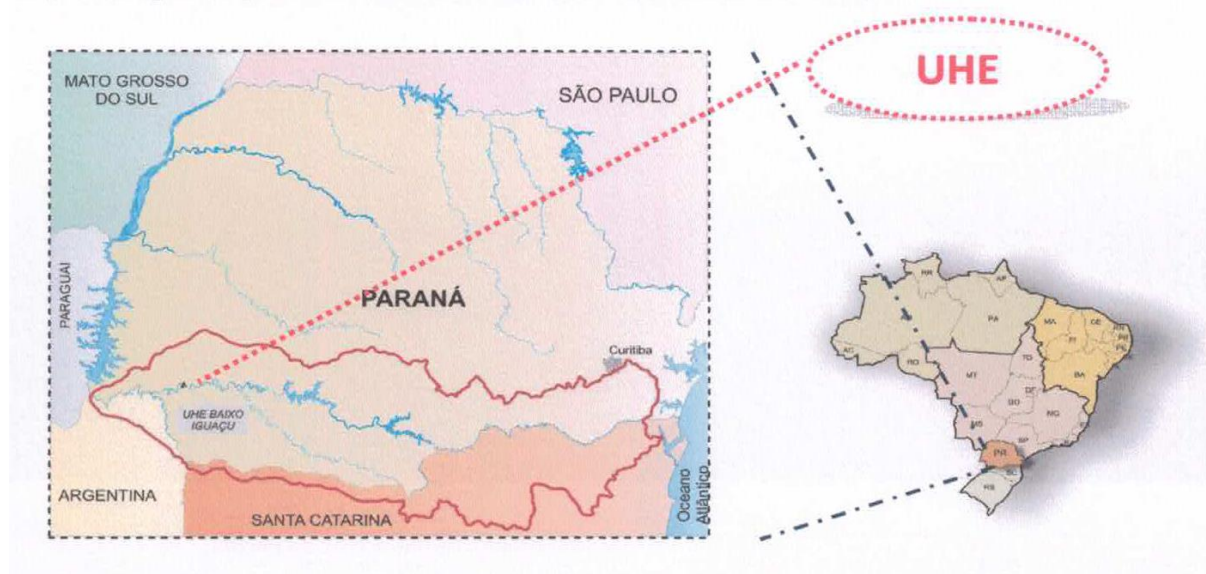 UHE
MATO GROSSO
DO SUL
SÃO PAULO
PARAGUAI
PARANÁ
Curitiba
UHE BAIXO
IGUAÇU
ARGENTINA
SANTA CATARINA
Oceano
Atlântico
RR
AP
PA
MA
CE
RN
PB
PE
PI
AC
RO
TO
MT
BA
DF
GO
MG
MS
SP
PR
SC
RS